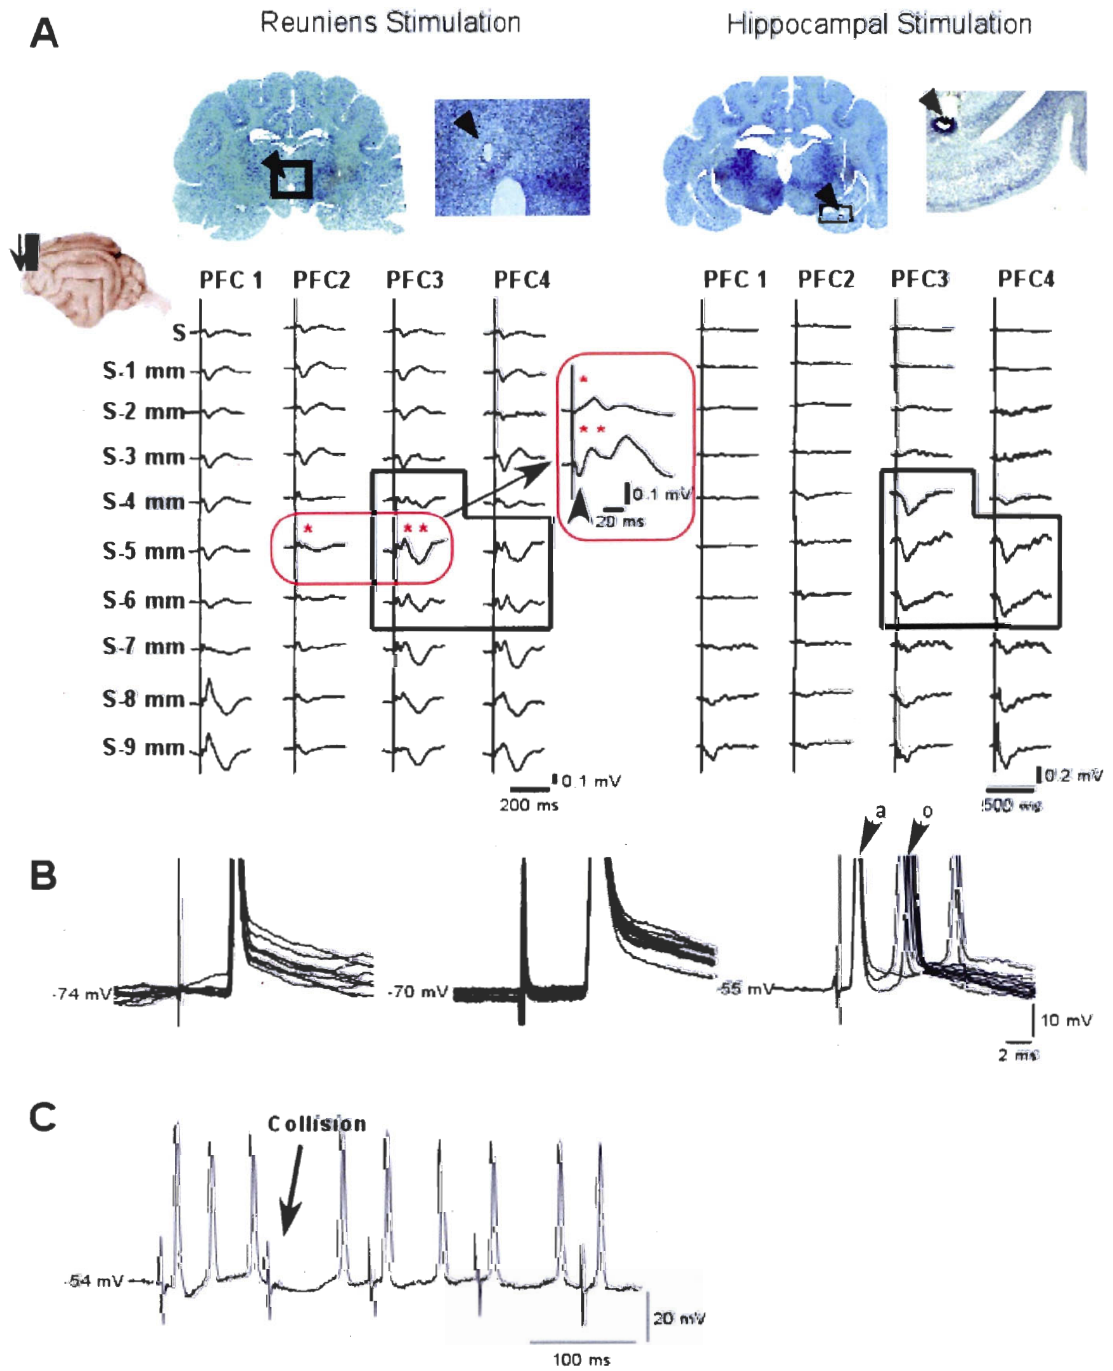 A
Reuniens Stimulation
Hippocampal Stimulation
PFC 1 PFC2 PFC3 PFC4
PFC 1 PFC2 PFC3 PFC4
S
S-1 mm
S-2 mm
S-3 mm
S-4 mm
S-5 mm
S-6 mm
S-7 mm
S-8 mm
S-9 mm
*
* *
*
* *
0.1 mV
20 ms
0.1 mV
200 ms
0.2 mV
500 ms
B
-74 mV
-70 mV
-55 mV
a o
10 mV
2 ms
C
Collision
-54 mV
20 mV
100 ms